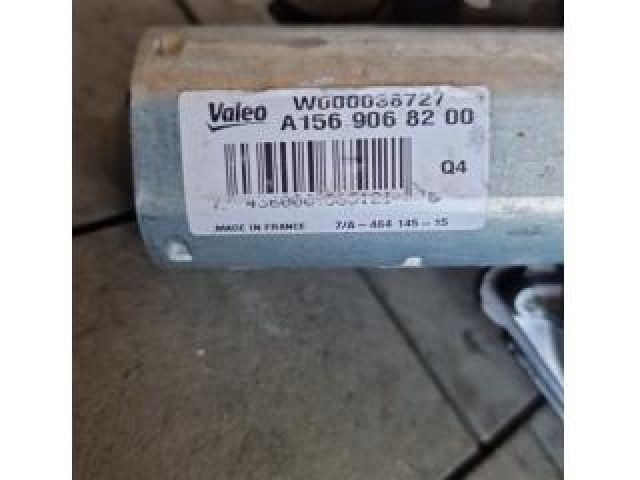 Valeo W000038727
A156 906 82 00
Q4
MADE IN FRANCE 7/A - 464 145 - 15